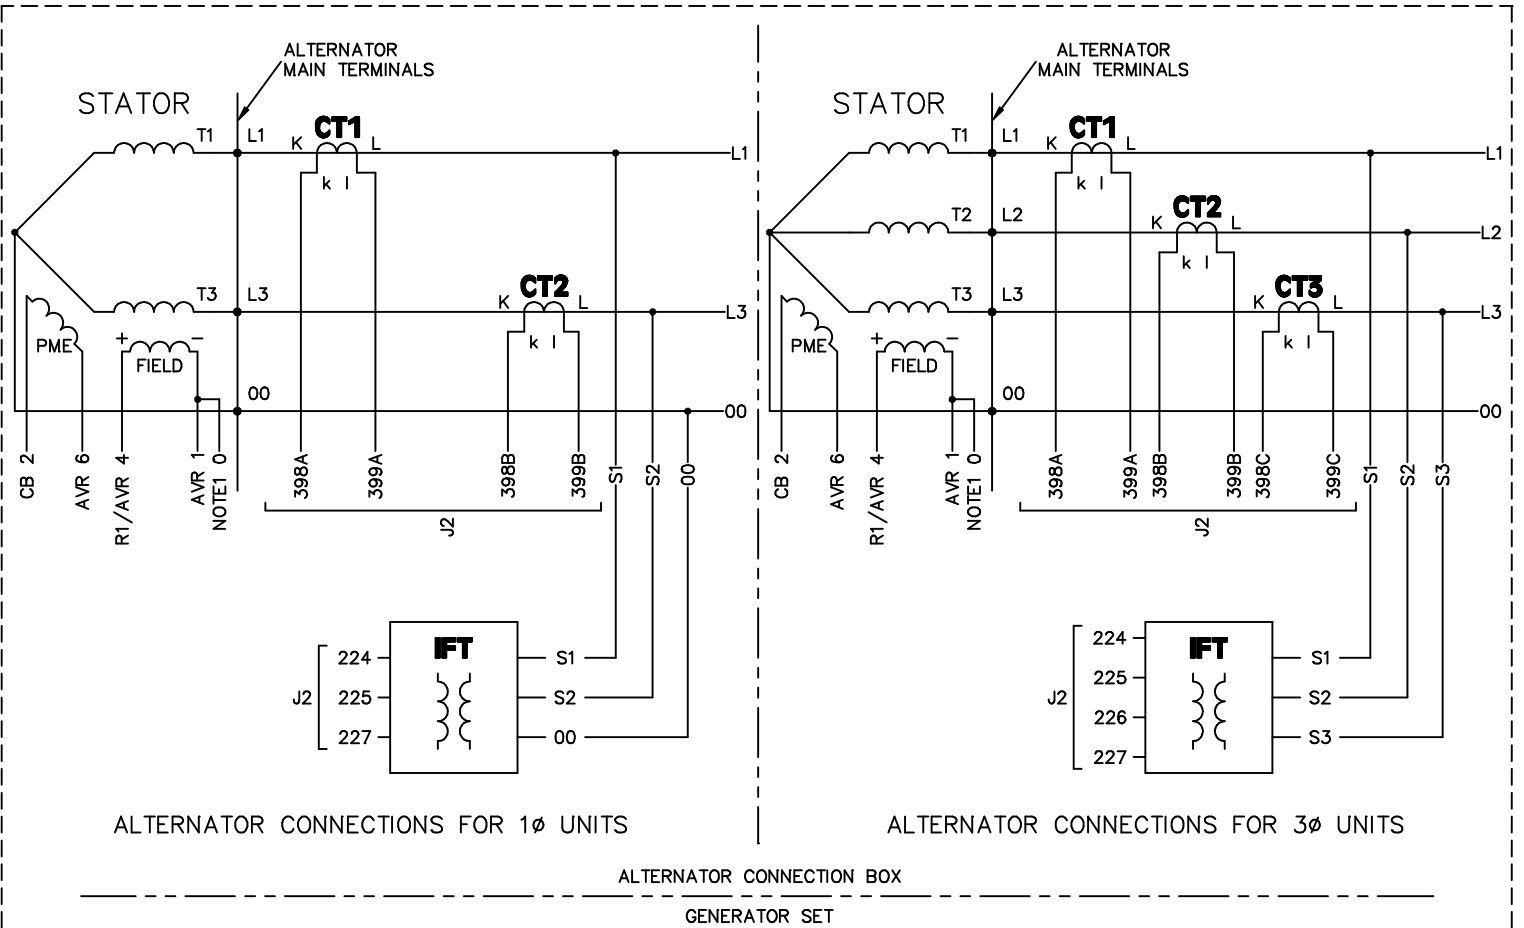 ALTERNATOR
MAIN TERMINALS
STATOR
T1
L1
K
CT1
L
L1
k l
T3
L3
K
CT2
L
L3
k l
PME
+
-
FIELD
00
00
CB 2
AVR 6
R1/AVR 4
AVR 1
NOTE1 0
398A
399A
398B
399B
S1
S2
00
J2
IFT
J2
224
225
227
S1
S2
00
ALTERNATOR CONNECTIONS FOR 1ø UNITS
ALTERNATOR
MAIN TERMINALS
STATOR
T1
L1
K
CT1
L
L1
k l
T2
L2
K
CT2
L
L2
k l
T3
L3
K
CT3
L
L3
k l
PME
+
-
FIELD
00
00
CB 2
AVR 6
R1/AVR 4
AVR 1
NOTE1 0
398A
399A
398B
399B
398C
399C
S1
S2
S3
J2
IFT
J2
224
225
226
227
S1
S2
S3
ALTERNATOR CONNECTIONS FOR 3ø UNITS
ALTERNATOR CONNECTION BOX
GENERATOR SET